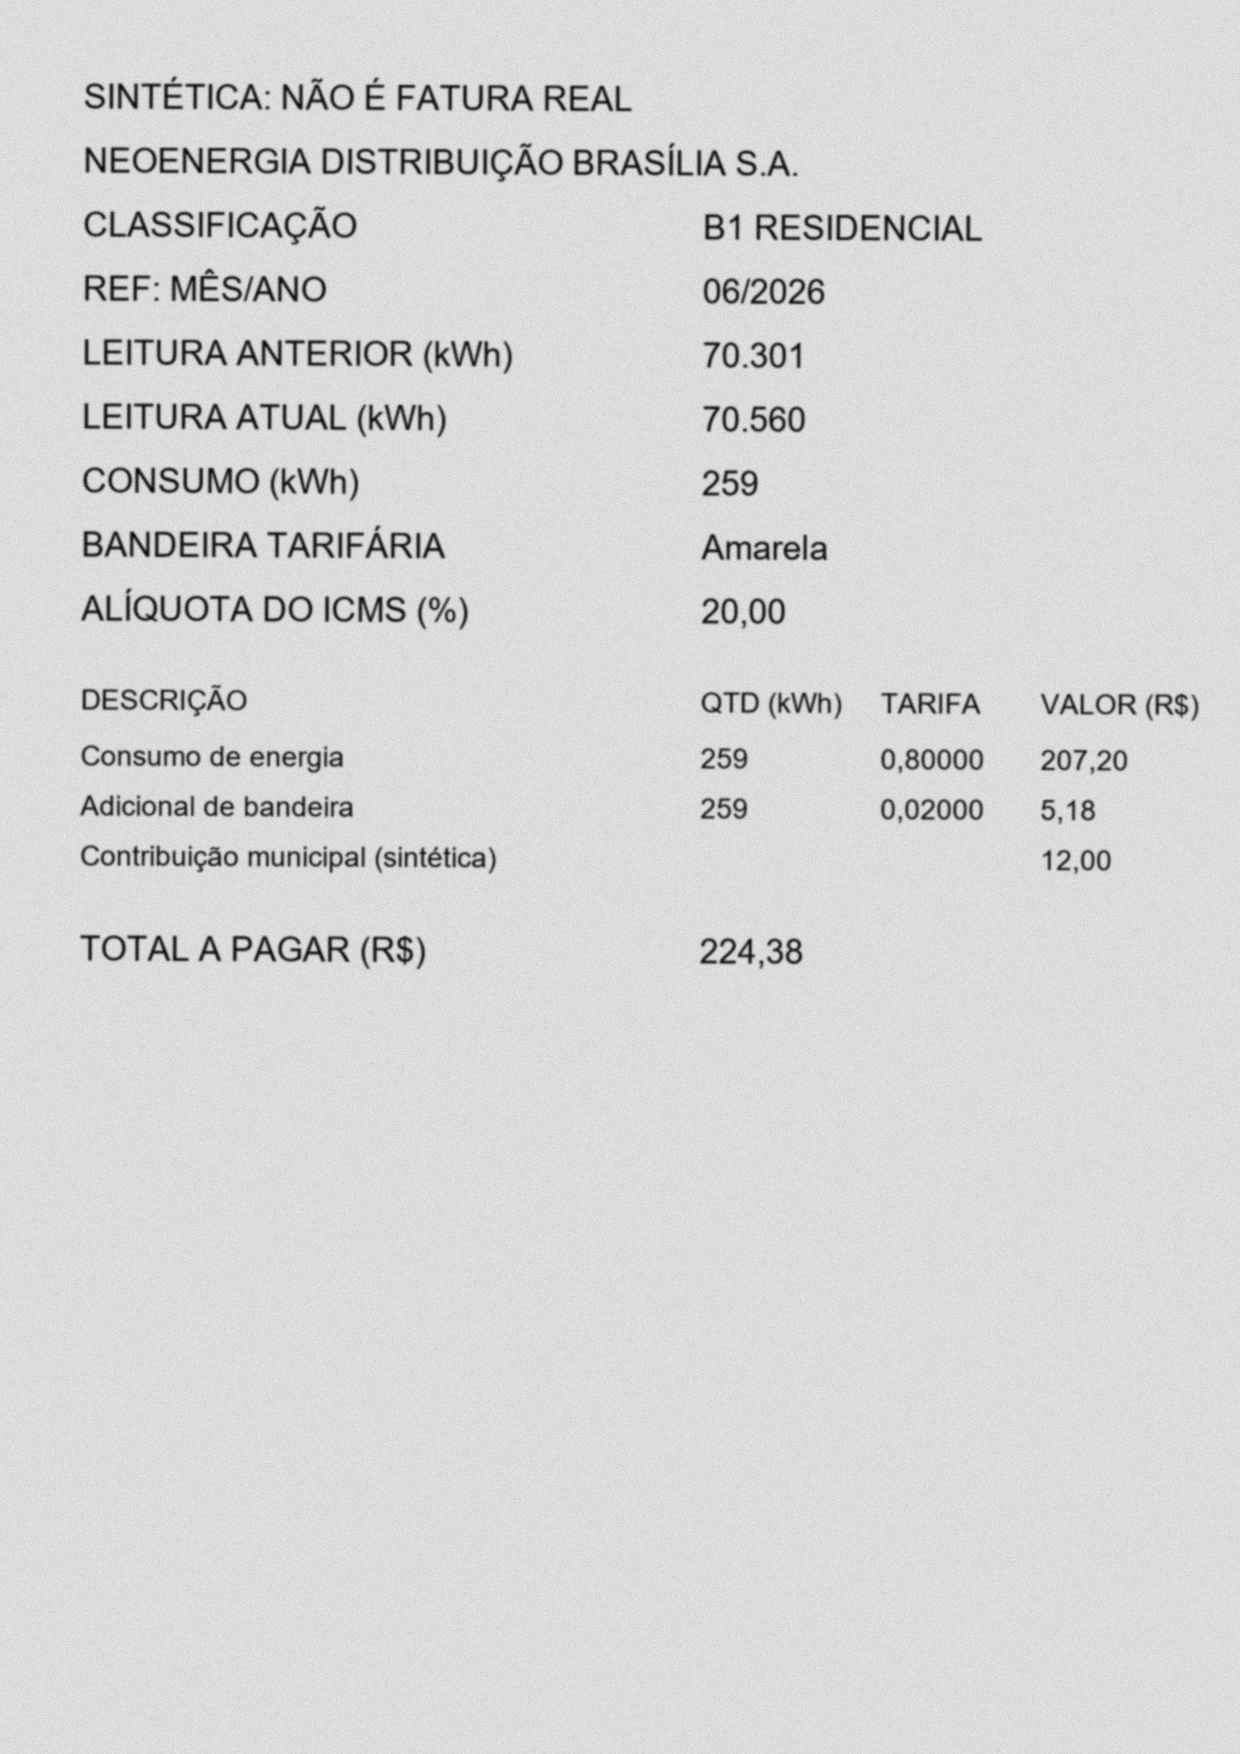 SINTÉTICA: NÃO É FATURA REAL
NEOENERGIA DISTRIBUIÇÃO BRASÍLIA S.A.
CLASSIFICAÇÃO B1 RESIDENCIAL
REF: MÊS/ANO 06/2026
LEITURA ANTERIOR (kWh) 70.301
LEITURA ATUAL (kWh) 70.560
CONSUMO (kWh) 259
BANDEIRA TARIFÁRIA Amarela
ALÍQUOTA DO ICMS (%) 20,00
DESCRIÇÃO QTD (kWh) TARIFA VALOR (R$)
Consumo de energia 259 0,80000 207,20
Adicional de bandeira 259 0,02000 5,18
Contribuição municipal (sintética) 12,00
TOTAL A PAGAR (R$) 224,38